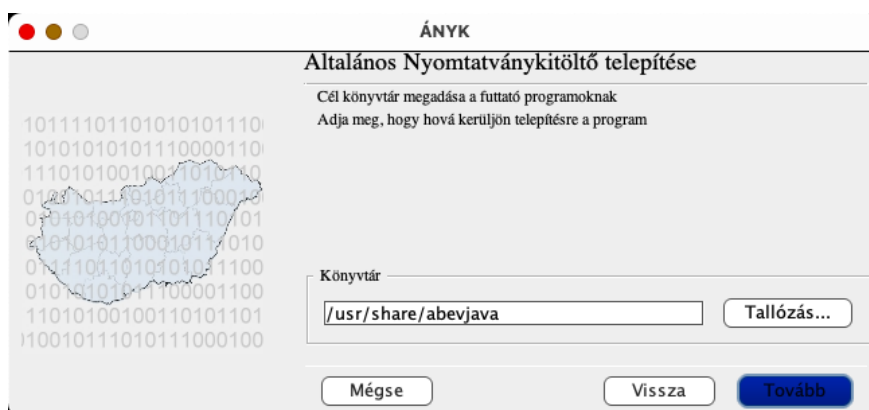 ÁNYK
Általános Nyomtatványkitöltő telepítése
Cél könyvtár megadása a futtató programoknak
Adja meg, hogy hová kerüljön telepítésre a program
Könyvtár
/usr/share/abevjava
Tallózás...
Mégse
Vissza
Tovább